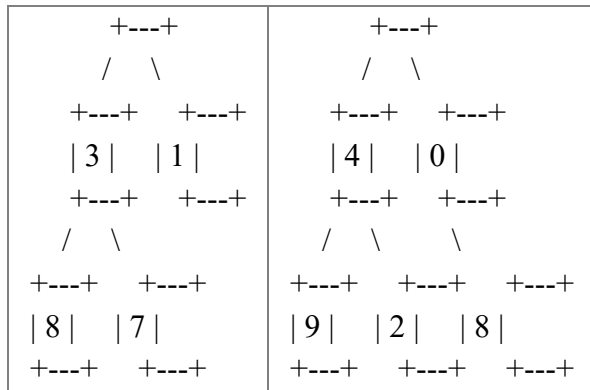 +---+
/ \
+---+ +---+
| 3 | | 1 |
+---+ +---+
/ \
+---+ +---+
| 8 | | 7 |
+---+ +---+
+---+
/ \
+---+ +---+
| 4 | | 0 |
+---+ +---+
/ \ \
+---+ +---+ +---+
| 9 | | 2 | | 8 |
+---+ +---+ +---+